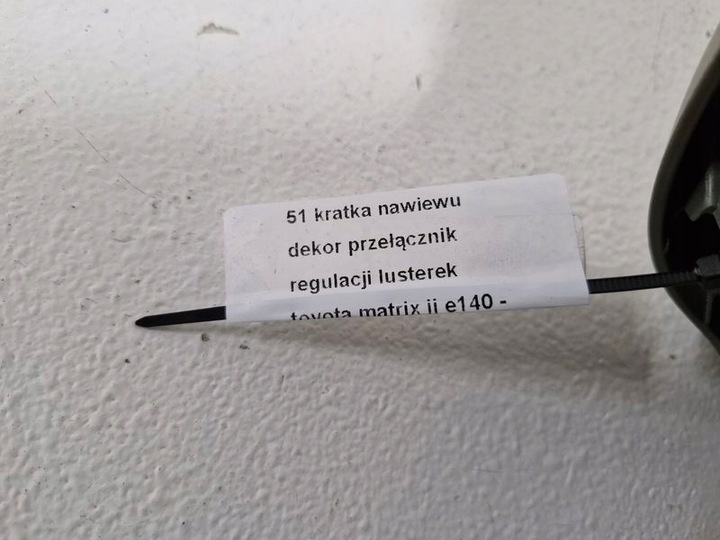 51 kratka nawiewu
dekor przełącznik
regulacji lusterek
toyota matrix ii e140 -